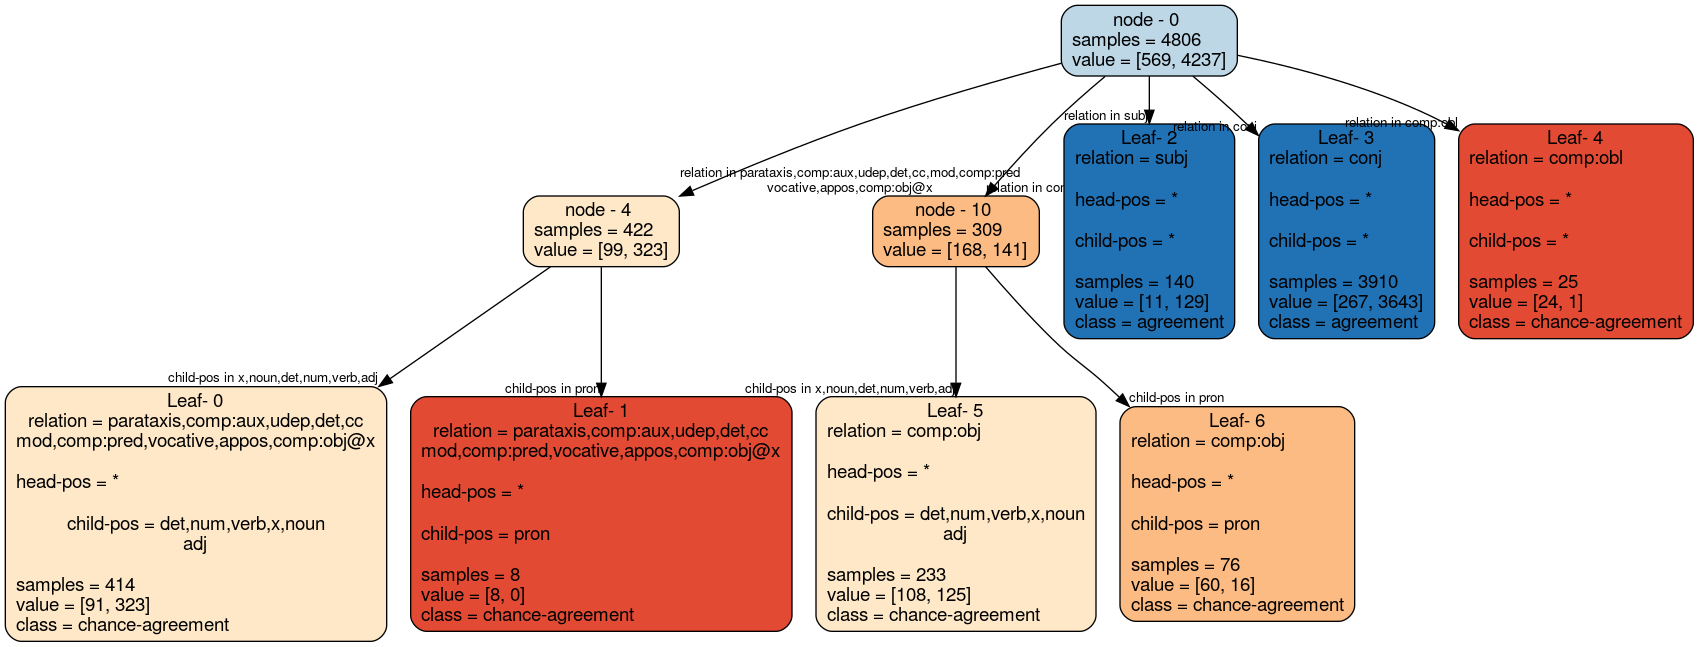 node - 0
samples = 4806
value = [569, 4237]
relation in subj
relation in conj
relation in comp:obl
relation in parataxis,comp:aux,udep,det,cc,mod,comp:pred
vocative,appos,comp:obj@x
relation in
node - 4
samples = 422
value = [99, 323]
node - 10
samples = 309
value = [168, 141]
Leaf- 2
relation = subj
head-pos = *
child-pos = *
samples = 140
value = [11, 129]
class = agreement
Leaf- 3
relation = conj
head-pos = *
child-pos = *
samples = 3910
value = [267, 3643]
class = agreement
Leaf- 4
relation = comp:obl
head-pos = *
child-pos = *
samples = 25
value = [24, 1]
class = chance-agreement
child-pos in x,noun,det,num,verb,adj
child-pos in pron
child-pos in x,noun,det,num,verb,adj
child-pos in pron
Leaf- 0
relation = parataxis,comp:aux,udep,det,cc
mod,comp:pred,vocative,appos,comp:obj@x
head-pos = *
child-pos = det,num,verb,x,noun
adj
samples = 414
value = [91, 323]
class = chance-agreement
Leaf- 1
relation = parataxis,comp:aux,udep,det,cc
mod,comp:pred,vocative,appos,comp:obj@x
head-pos = *
child-pos = pron
samples = 8
value = [8, 0]
class = chance-agreement
Leaf- 5
relation = comp:obj
head-pos = *
child-pos = det,num,verb,x,noun
adj
samples = 233
value = [108, 125]
class = chance-agreement
Leaf- 6
relation = comp:obj
head-pos = *
child-pos = pron
samples = 76
value = [60, 16]
class = chance-agreement